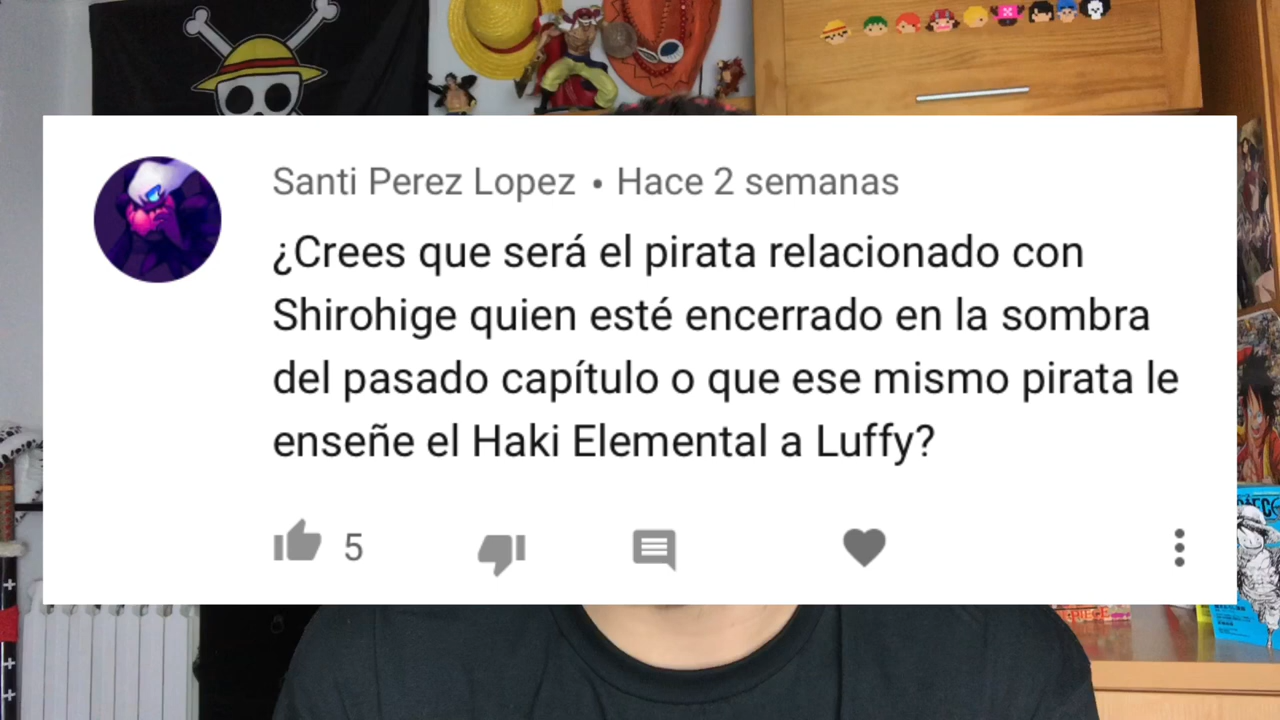 Santi Perez Lopez • Hace 2 semanas
¿Crees que será el pirata relacionado con
Shirohige quien esté encerrado en la sombra
del pasado capítulo o que ese mismo pirata le
enseñe el Haki Elemental a Luffy?
5